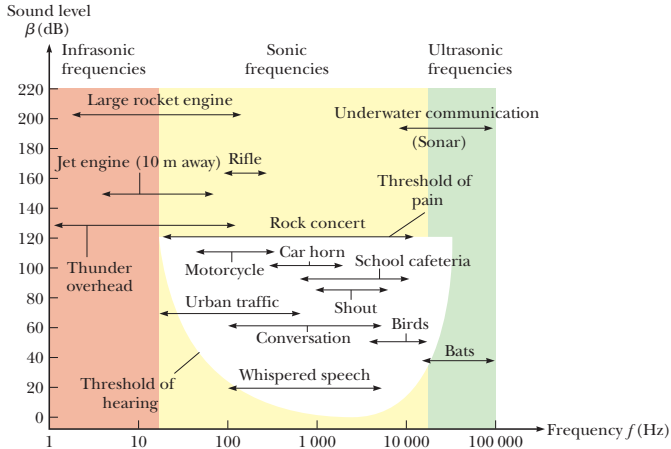 Sound level
β (dB)
Infrasonic
frequencies
Sonic
frequencies
Ultrasonic
frequencies
220
200
180
160
140
120
100
80
60
40
20
0
Large rocket engine
Underwater communication
(Sonar)
Jet engine (10 m away)
Rifle
Threshold of
pain
Rock concert
Thunder
overhead
Motorcycle
Car horn
School cafeteria
Shout
Urban traffic
Conversation
Birds
Bats
Threshold of
hearing
Whispered speech
1
10
100
1 000
10 000
100 000
Frequency f (Hz)